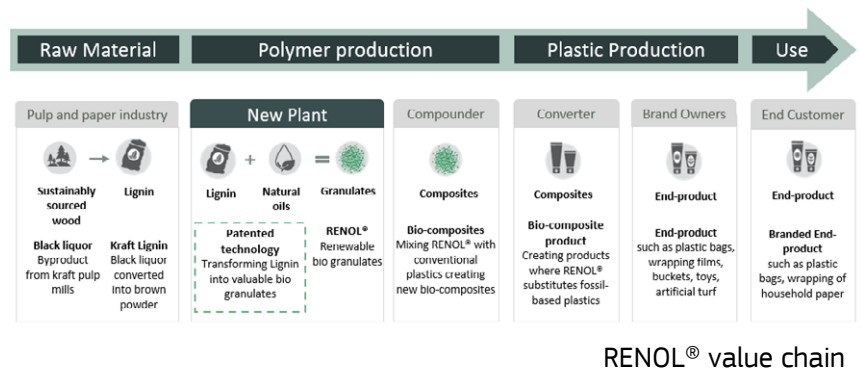 Raw Material
Polymer production
Plastic Production
Use
Pulp and paper industry
New Plant
Compounder
Converter
Brand Owners
End Customer
Sustainably
sourced
wood
Lignin
Black liquor
Byproduct
from kraft pulp
mills
Kraft Lignin
Black liquor
converted
into brown
powder
+
=
Lignin
Natural
oils
Granulates
Patented
technology
Transforming Lignin
into valuable bio
granulates
RENOL®
Renewable
bio granulates
Composites
Bio-composites
Mixing RENOL® with
conventional
plastics creating
new bio-composites
Composites
Bio-composite
product
Creating products
where RENOL®
substitutes fossil-
based plastics
End-product
End-product
such as plastic bags,
wrapping films,
buckets, toys,
artificial turf
End-product
Branded End-
product
such as plastic
bags, wrapping of
household paper
RENOL® value chain